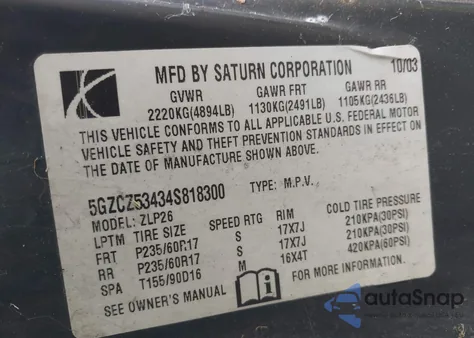 MFD BY SATURN CORPORATION 10/03
GVWR GAWR FRT GAWR RR
2220KG(4894LB) 1130KG(2491LB) 1105KG(2436LB)
THIS VEHICLE CONFORMS TO ALL APPLICABLE U.S. FEDERAL MOTOR
VEHICLE SAFETY AND THEFT PREVENTION STANDARDS IN EFFECT ON
THE DATE OF MANUFACTURE SHOWN ABOVE.
5GZCZ53434S818300 TYPE: M.P.V.
MODEL: ZLP26
LPTM TIRE SIZE SPEED RTG RIM COLD TIRE PRESSURE
FRT P235/60R17 S 17X7J 210KPA(30PSI)
RR P235/60R17 S 17X7J 210KPA(30PSI)
SPA T155/90D16 M 16X4T 420KPA(60PSI)
SEE OWNER'S MANUAL FOR MORE INFORMATION.
autoSnap